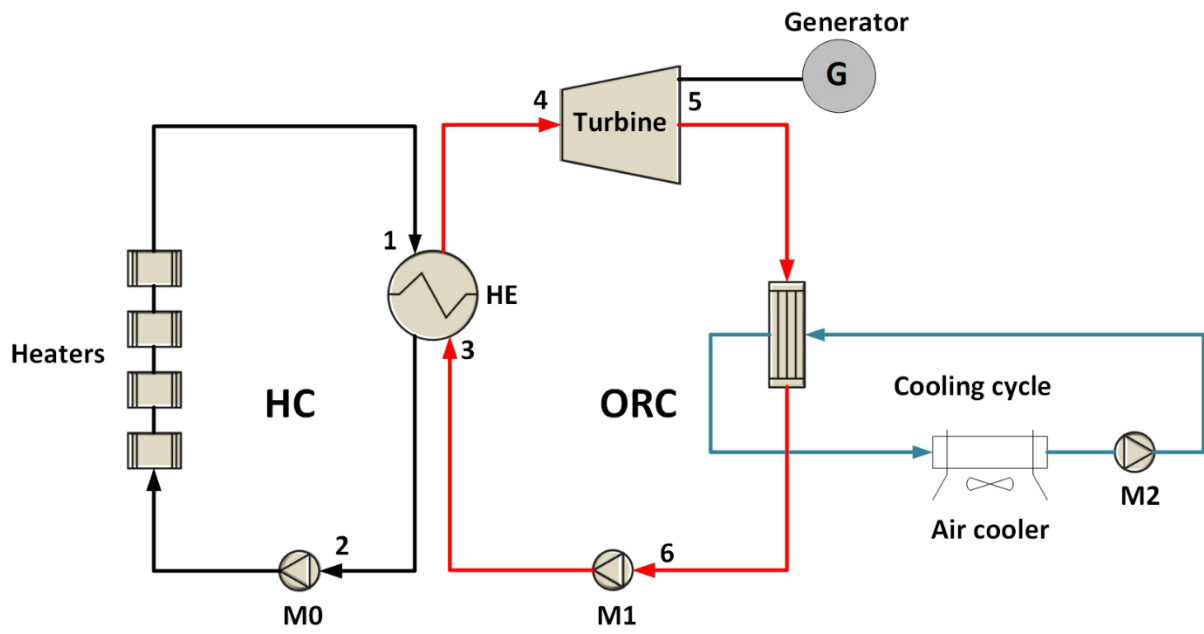 Generator
G
4
5
Turbine
1
HE
3
Heaters
HC
ORC
Cooling cycle
2
6
M2
Air cooler
M0
M1